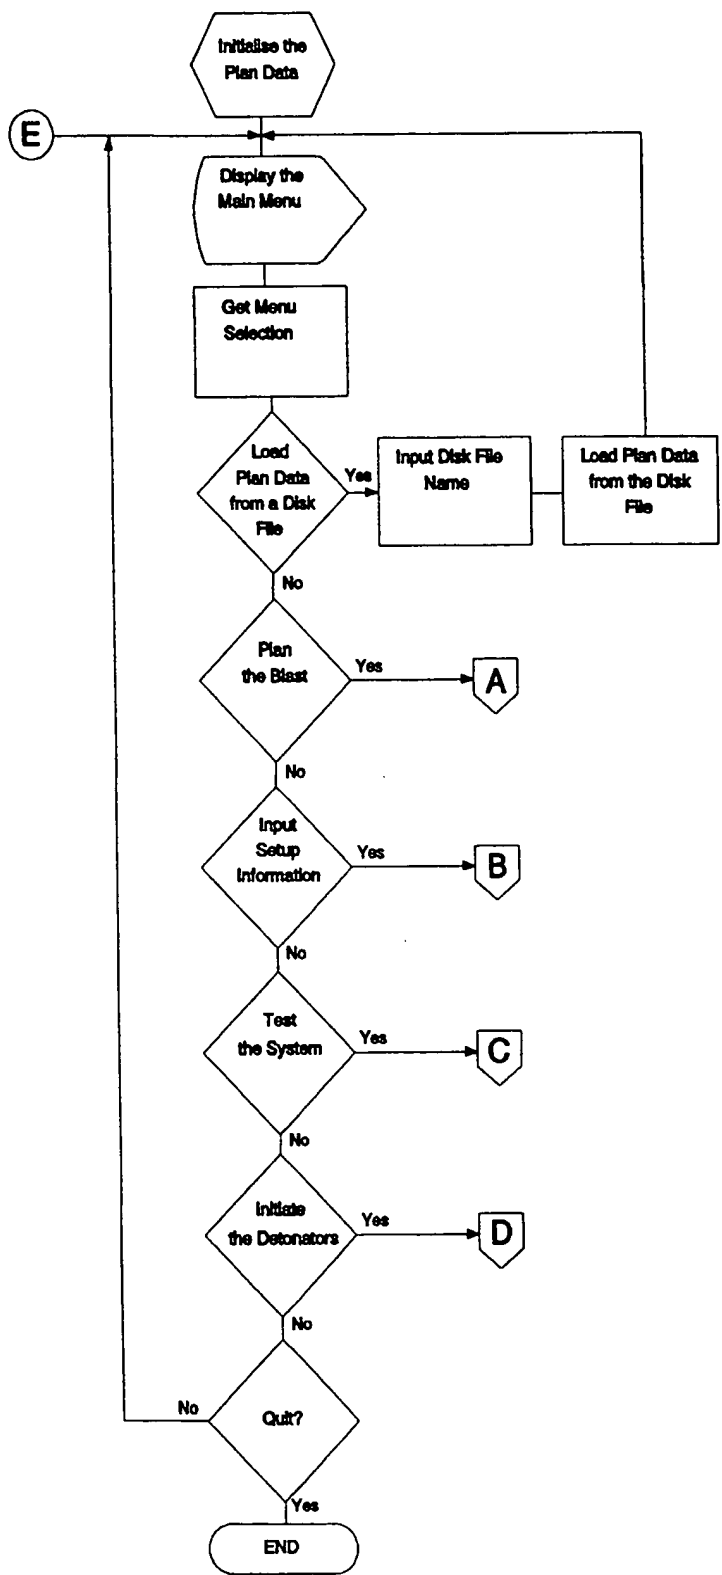 Initialise the
Plan Data
E
Display the
Main Menu
Get Menu
Selection
Load
Plan Data
from a Disk
File
Yes
Input Disk File
Name
Load Plan Data
from the Disk
File
No
Plan
the Blast
Yes
A
No
Input
Setup
Information
Yes
B
No
Test
the System
Yes
C
No
Initiate
the Detonators
Yes
D
No
Quit?
No
Yes
END